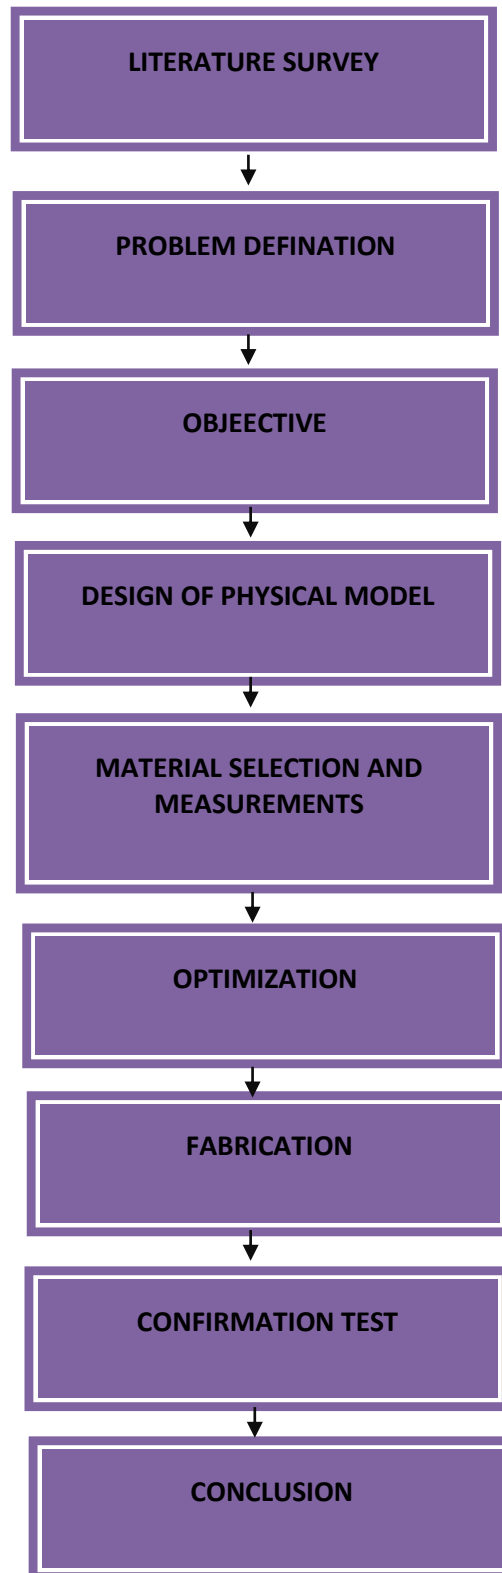 LITERATURE SURVEY
PROBLEM DEFINATION
OBJEECTIVE
DESIGN OF PHYSICAL MODEL
MATERIAL SELECTION AND
MEASUREMENTS
OPTIMIZATION
FABRICATION
CONFIRMATION TEST
CONCLUSION